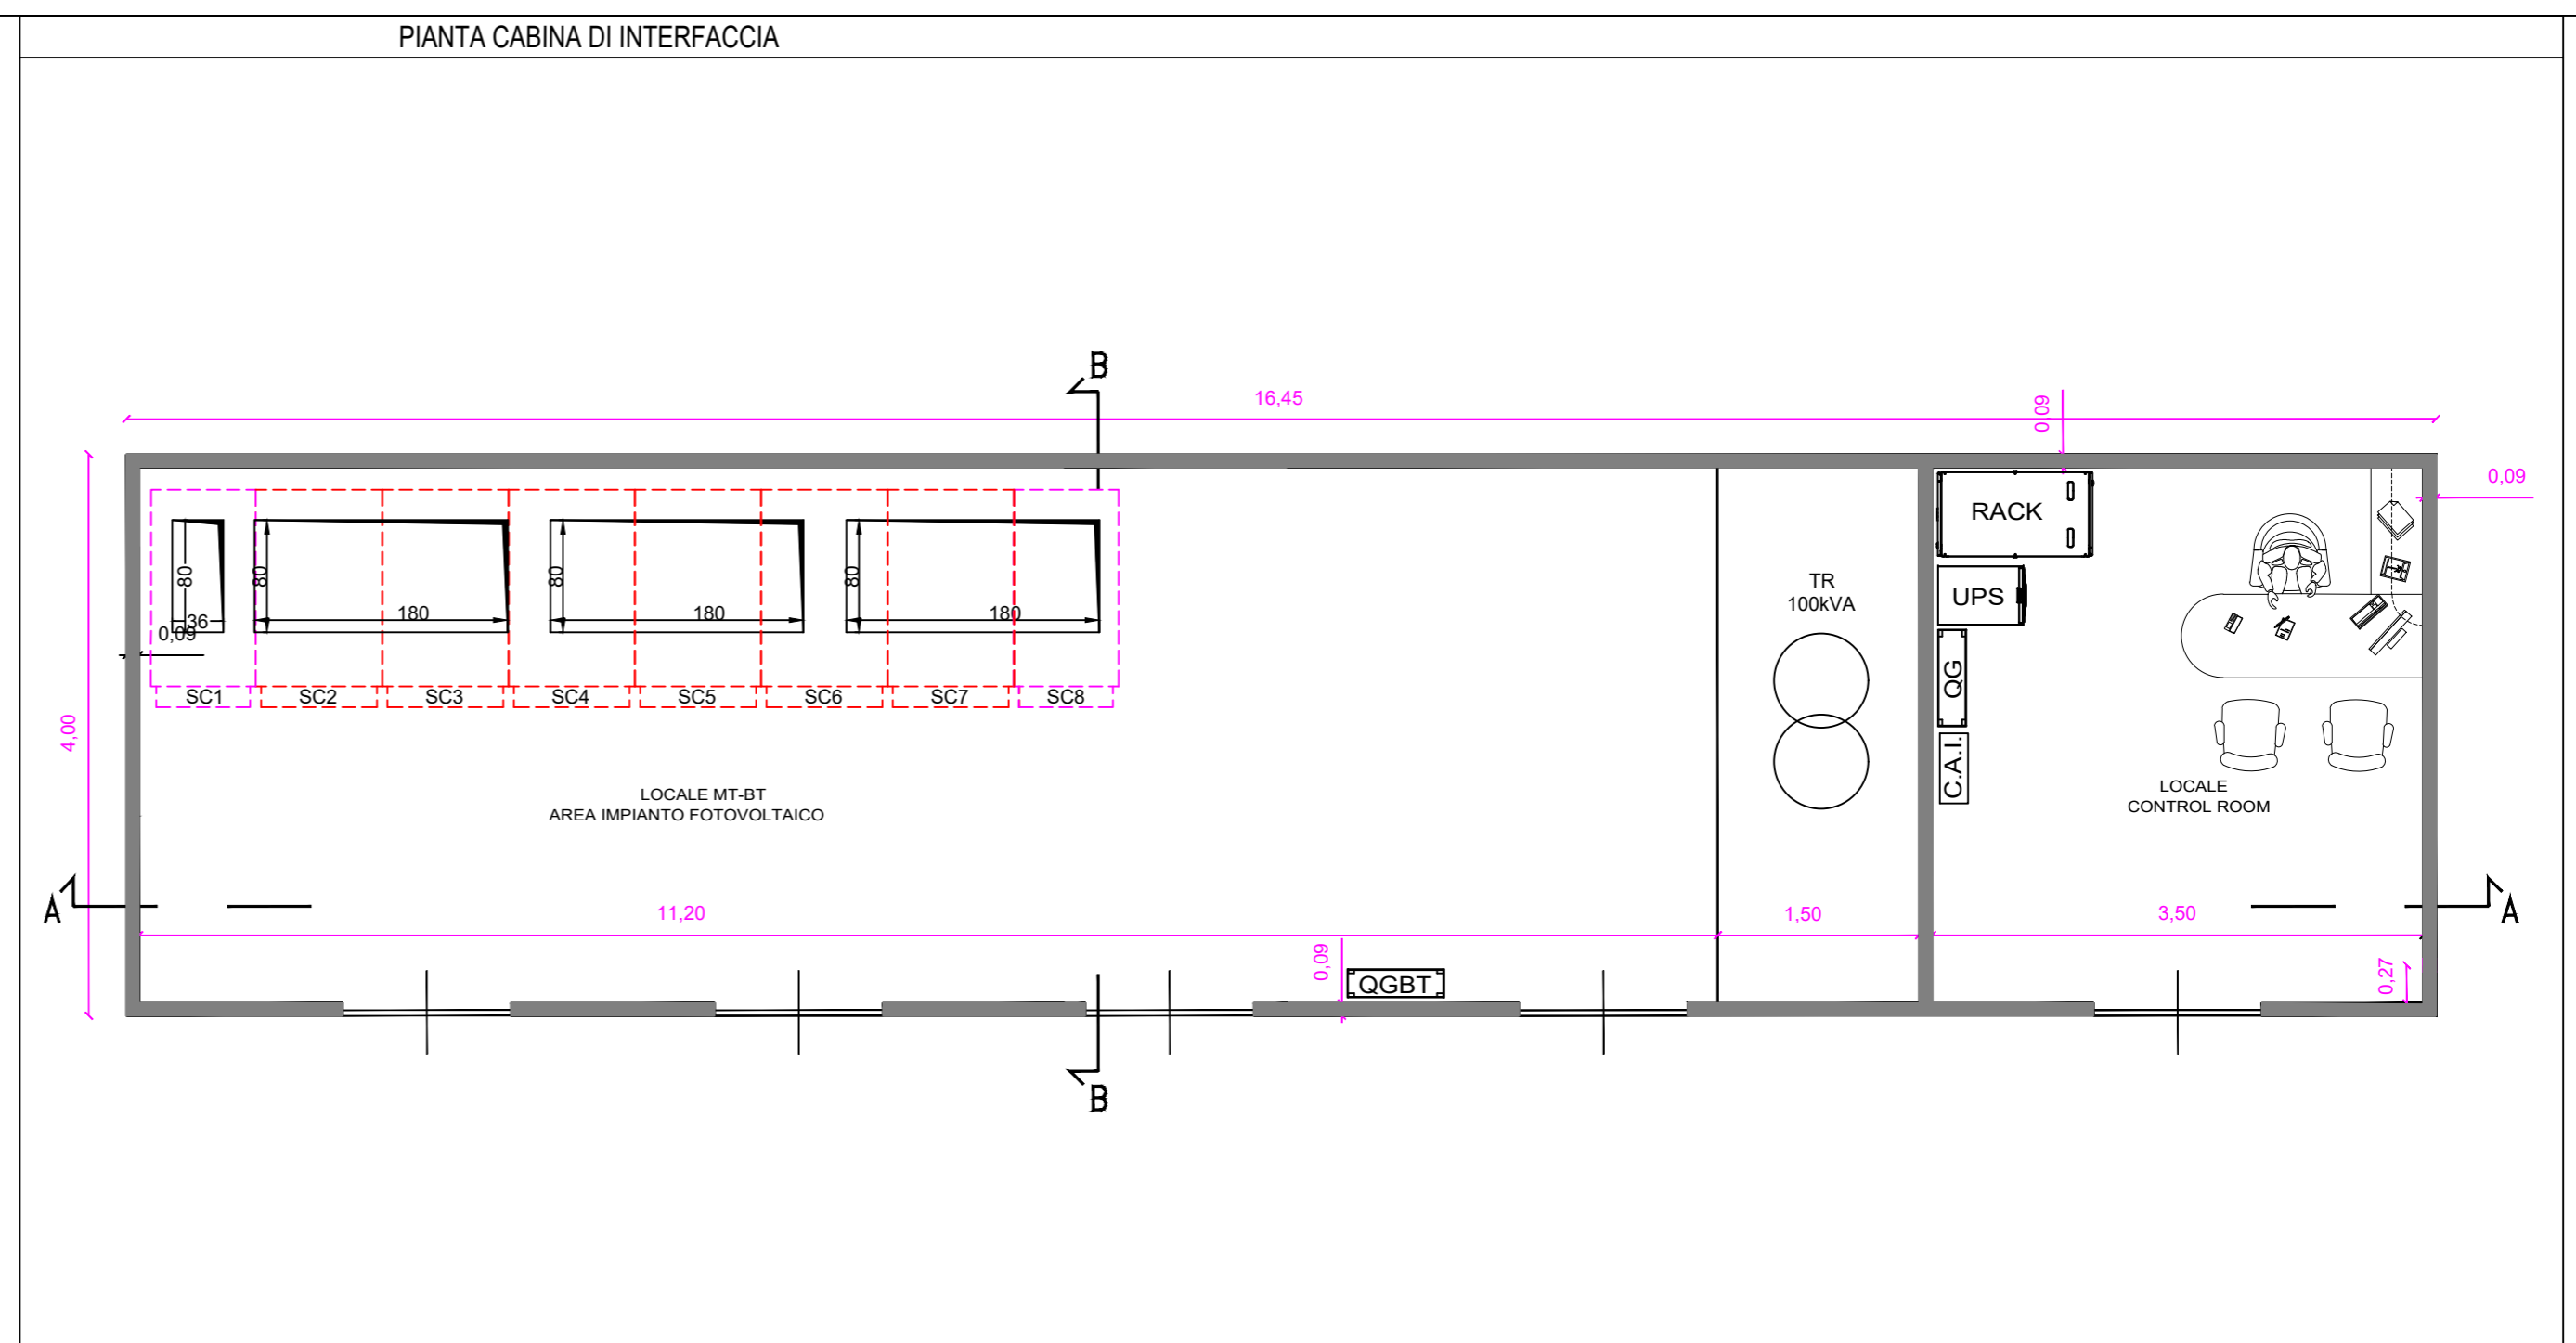 PIANTA CABINA DI INTERFACCIA
B
16,45
0,09
0,09
RACK
80
80
80
80
TR
100kVA
UPS
36
180
180
180
0,09
QG
SC1
SC2
SC3
SC4
SC5
SC6
SC7
SC8
4,00
C.A.I.
LOCALE MT-BT
AREA IMPIANTO FOTOVOLTAICO
LOCALE
CONTROL ROOM
A
11,20
1,50
3,50
A
0,09
QGBT
0,27
B